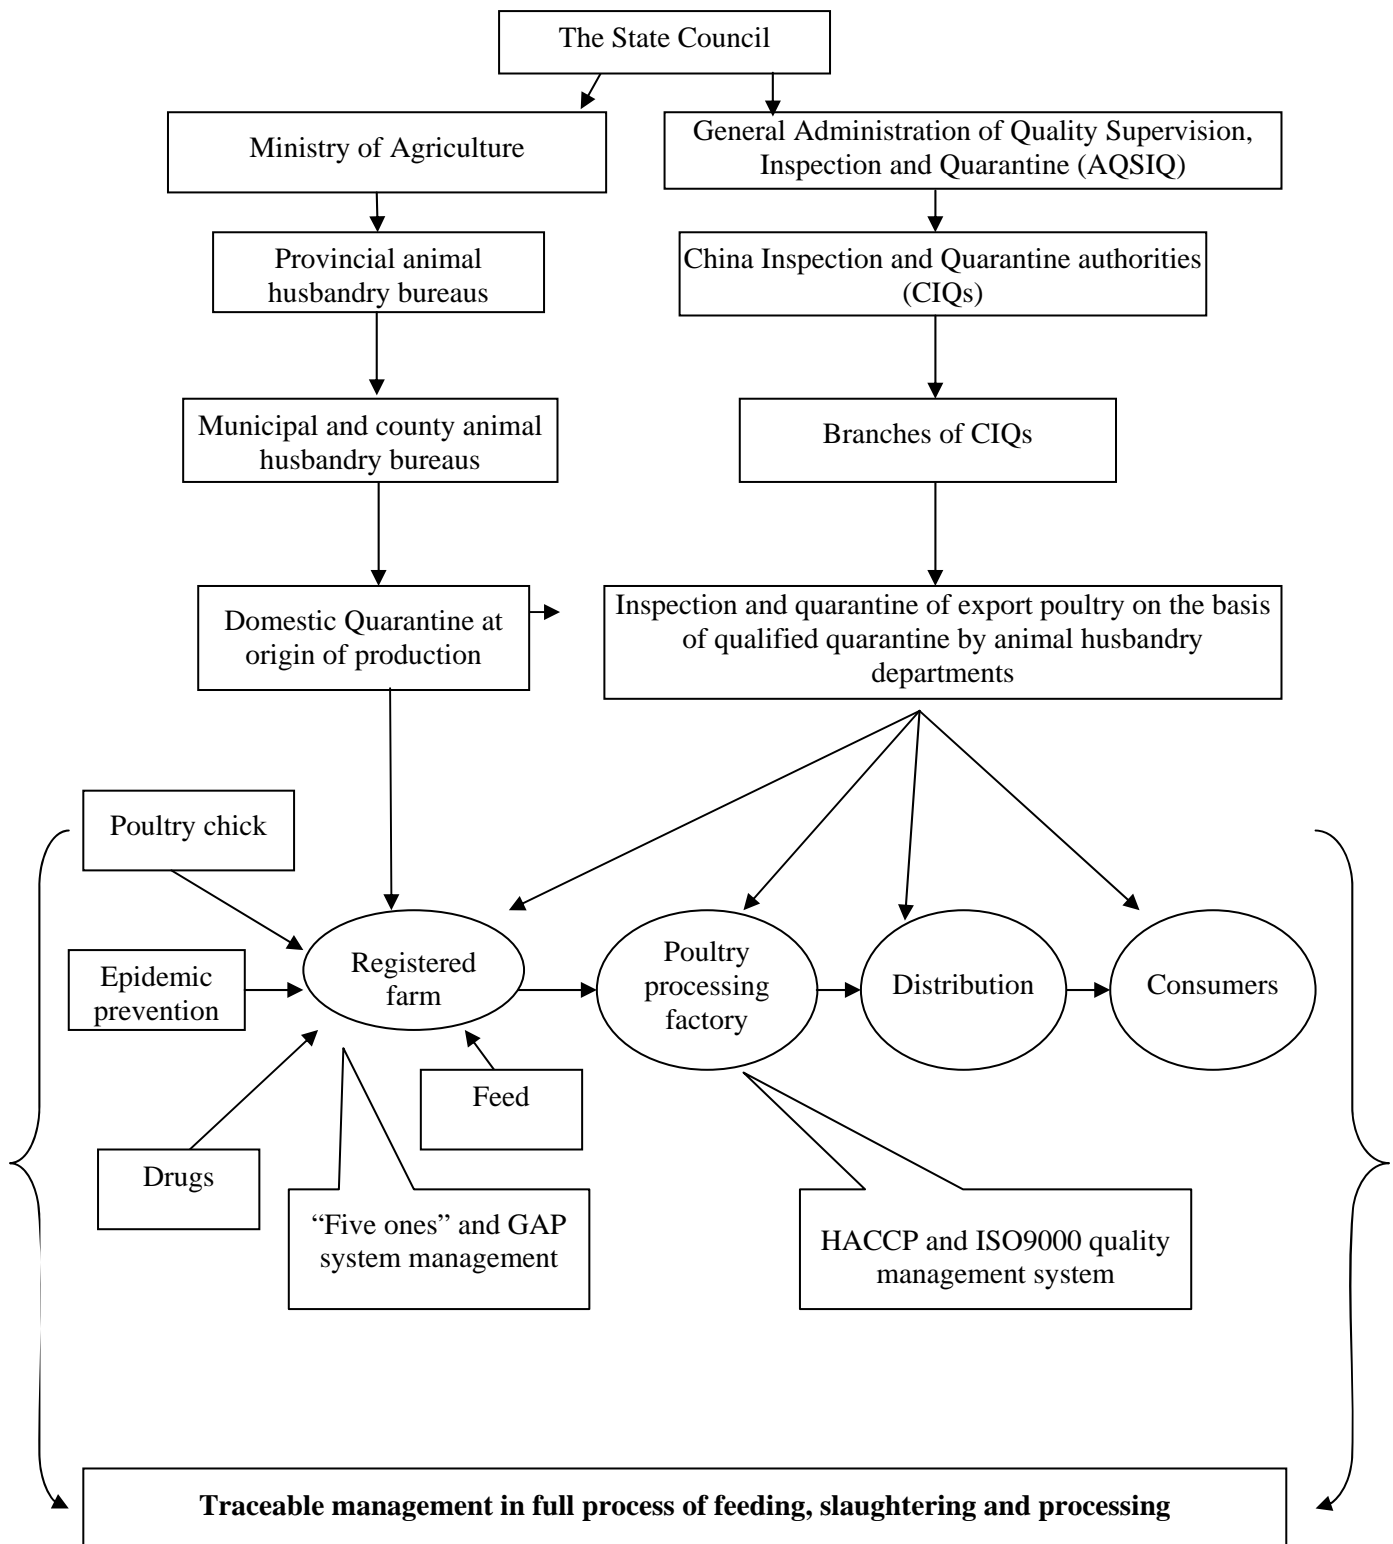 The State Council
Ministry of Agriculture
General Administration of Quality Supervision,
Inspection and Quarantine (AQSIQ)
Provincial animal
husbandry bureaus
China Inspection and Quarantine authorities
(CIQs)
Municipal and county animal
husbandry bureaus
Branches of CIQs
Domestic Quarantine at
origin of production
Inspection and quarantine of export poultry on the basis
of qualified quarantine by animal husbandry
departments
Poultry chick
Epidemic
prevention
Registered
farm
Poultry
processing
factory
Distribution
Consumers
Feed
Drugs
“Five ones” and GAP
system management
HACCP and ISO9000 quality
management system
Traceable management in full process of feeding, slaughtering and processing